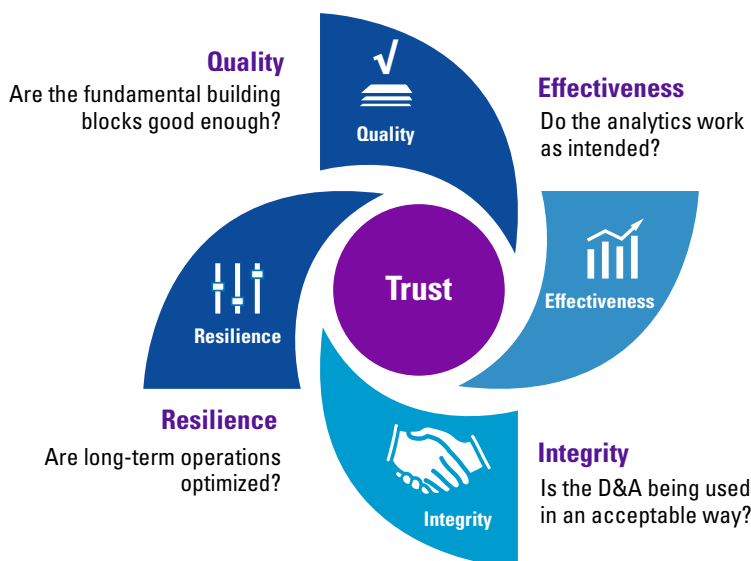 Quality
Are the fundamental building
blocks good enough?
Quality
Effectiveness
Do the analytics work
as intended?
Effectiveness
Trust
Resilience
Resilience
Are long-term operations
optimized?
Integrity
Integrity
Is the D&A being used
in an acceptable way?